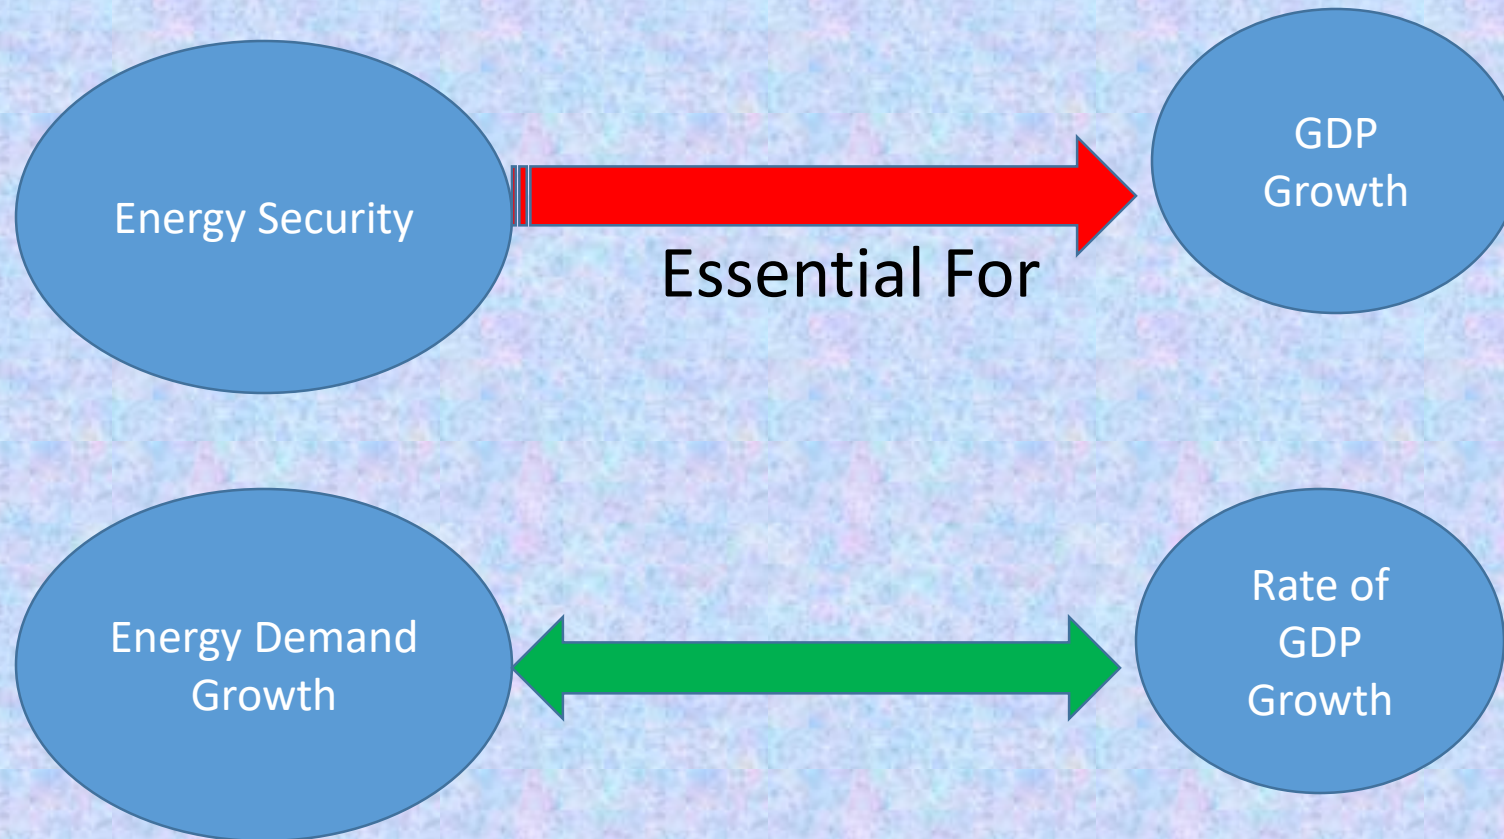 Energy Security
GDP
Growth
Essential For
Energy Demand
Growth
Rate of
GDP
Growth